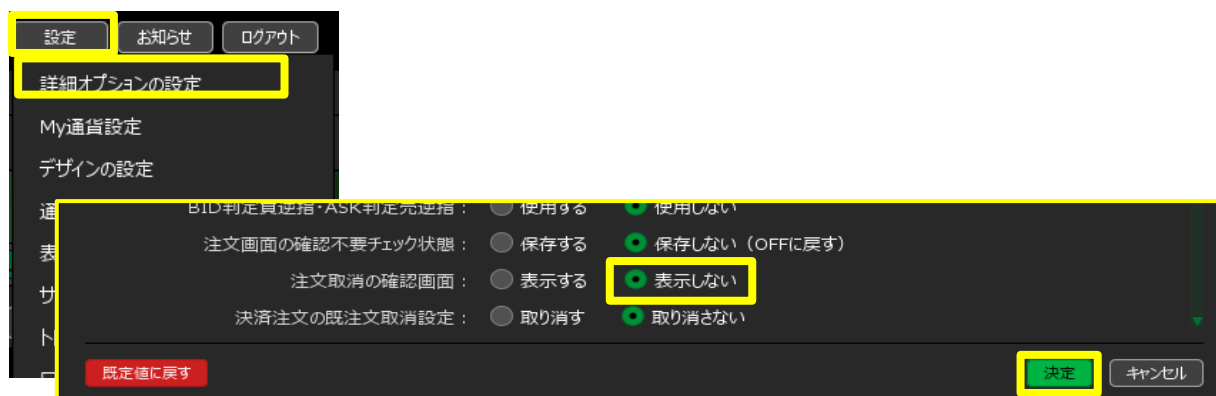 設定 お知らせ ログアウト
詳細オプションの設定
My通貨設定
デザインの設定
通
表
サ
BID判定買逆指・ASK判定売逆指： 使用する 使用しない
注文画面の確認不要チェック状態： 保存する 保存しない（OFFに戻す）
注文取消の確認画面： 表示する 表示しない
決済注文の既注文取消設定： 取り消す 取り消さない
既定値に戻す 決定 キャンセル